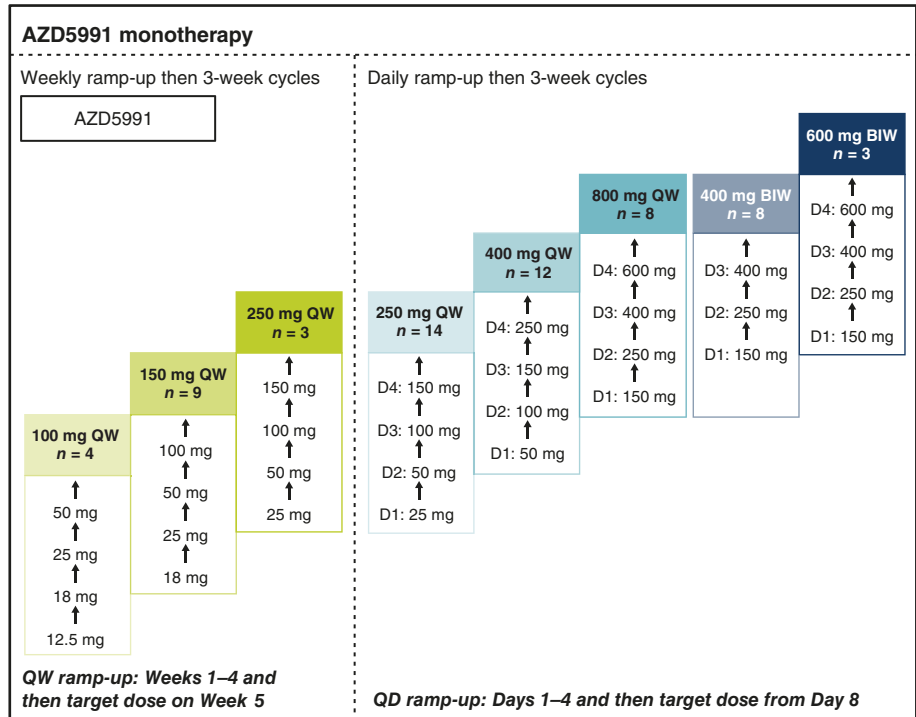 AZD5991 monotherapy
Weekly ramp-up then 3-week cycles
AZD5991
100 mg QW
n = 4
50 mg
25 mg
18 mg
12.5 mg
150 mg QW
n = 9
100 mg
50 mg
25 mg
18 mg
250 mg QW
n = 3
150 mg
100 mg
50 mg
25 mg
QW ramp-up: Weeks 1–4 and
then target dose on Week 5
Daily ramp-up then 3-week cycles
250 mg QW
n = 14
D4: 150 mg
D3: 100 mg
D2: 50 mg
D1: 25 mg
400 mg QW
n = 12
D4: 250 mg
D3: 150 mg
D2: 100 mg
D1: 50 mg
800 mg QW
n = 8
D4: 600 mg
D3: 400 mg
D2: 250 mg
D1: 150 mg
400 mg BIW
n = 8
D3: 400 mg
D2: 250 mg
D1: 150 mg
600 mg BIW
n = 3
D4: 600 mg
D3: 400 mg
D2: 250 mg
D1: 150 mg
QD ramp-up: Days 1–4 and then target dose from Day 8